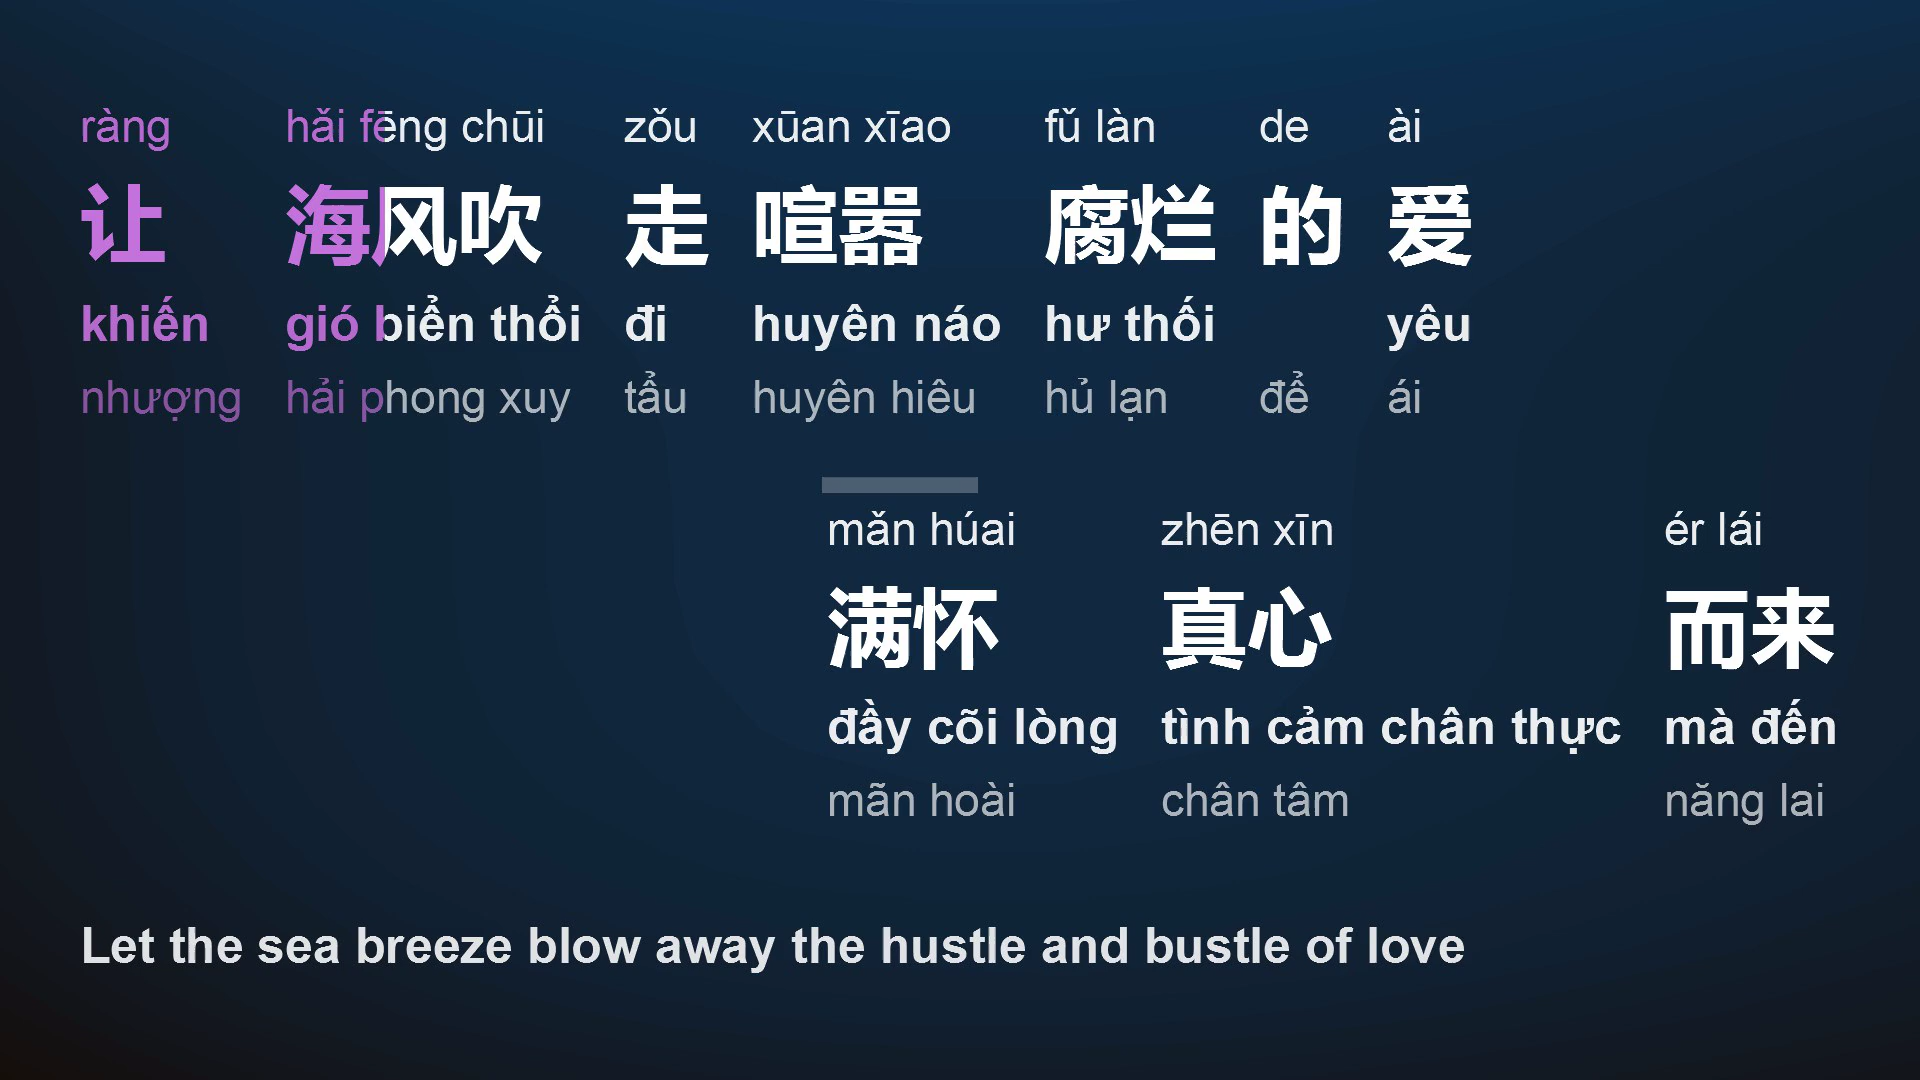 ràng hǎi fēng chūi zǒu xūan xīao fǔ làn de ài
让 海风吹 走 喧嚣 腐烂 的 爱
khiến gió biển thổi đi huyên náo hư thối yêu
nhượng hải phong xuy tẩu huyên hiêu hủ lạn để ái
mǎn húai zhēn xīn ér lái
满怀 真心 而来
đầy cõi lòng tình cảm chân thực mà đến
mãn hoài chân tâm năng lai
Let the sea breeze blow away the hustle and bustle of love